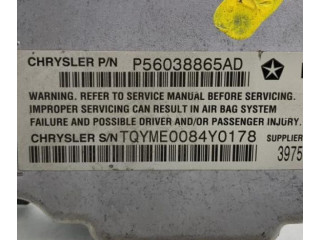 CHRYSLER P/N P56038865AD
WARNING. REFER TO SERVICE MANUAL BEFORE SERVICING.
IMPROPER SERVICING CAN RESULT IN AIR BAG SYSTEM
FAILURE AND POSSIBLE DRIVER AND/OR PASSENGER INJURY.
CHRYSLER S/N TQYME0084Y0178 SUPPLIER
3975